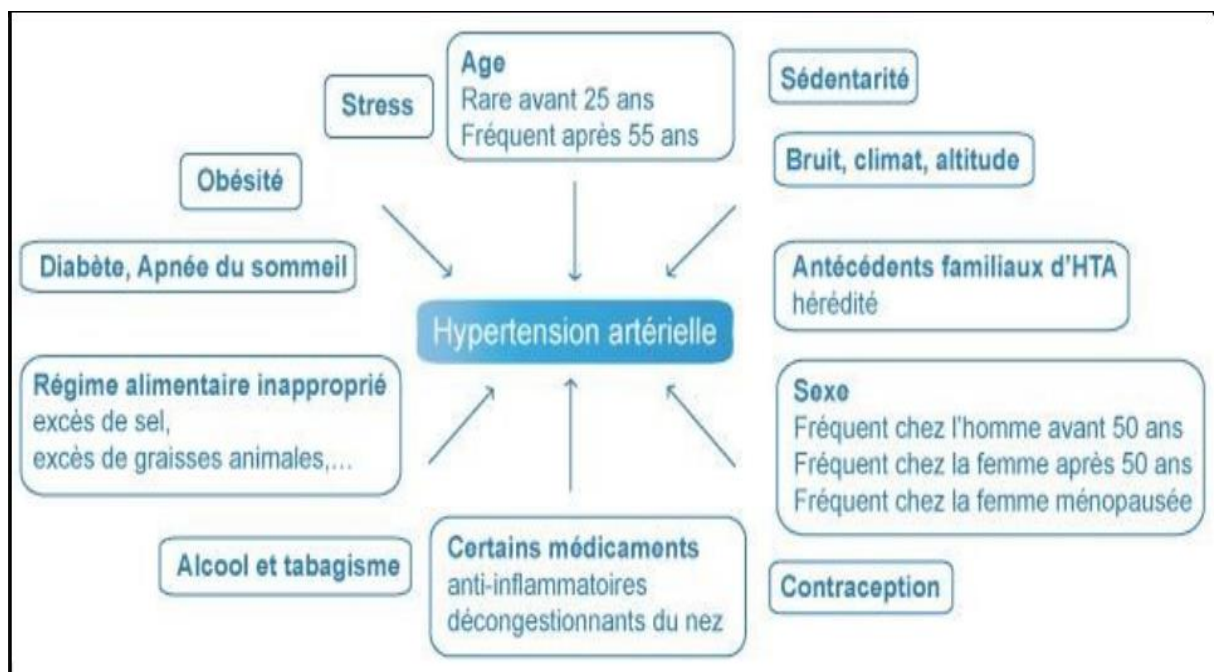 Age
Rare avant 25 ans
Fréquent après 55 ans
Stress
Sédentarité
Obésité
Bruit, climat, altitude
Diabète, Apnée du sommeil
Antécédents familiaux d'HTA
hérédité
Hypertension artérielle
Régime alimentaire inapproprié
excès de sel,
excès de graisses animales,...
Sexe
Fréquent chez l'homme avant 50 ans
Fréquent chez la femme après 50 ans
Fréquent chez la femme ménopausée
Alcool et tabagisme
Certains médicaments
anti-inflammatoires
décongestionnants du nez
Contraception